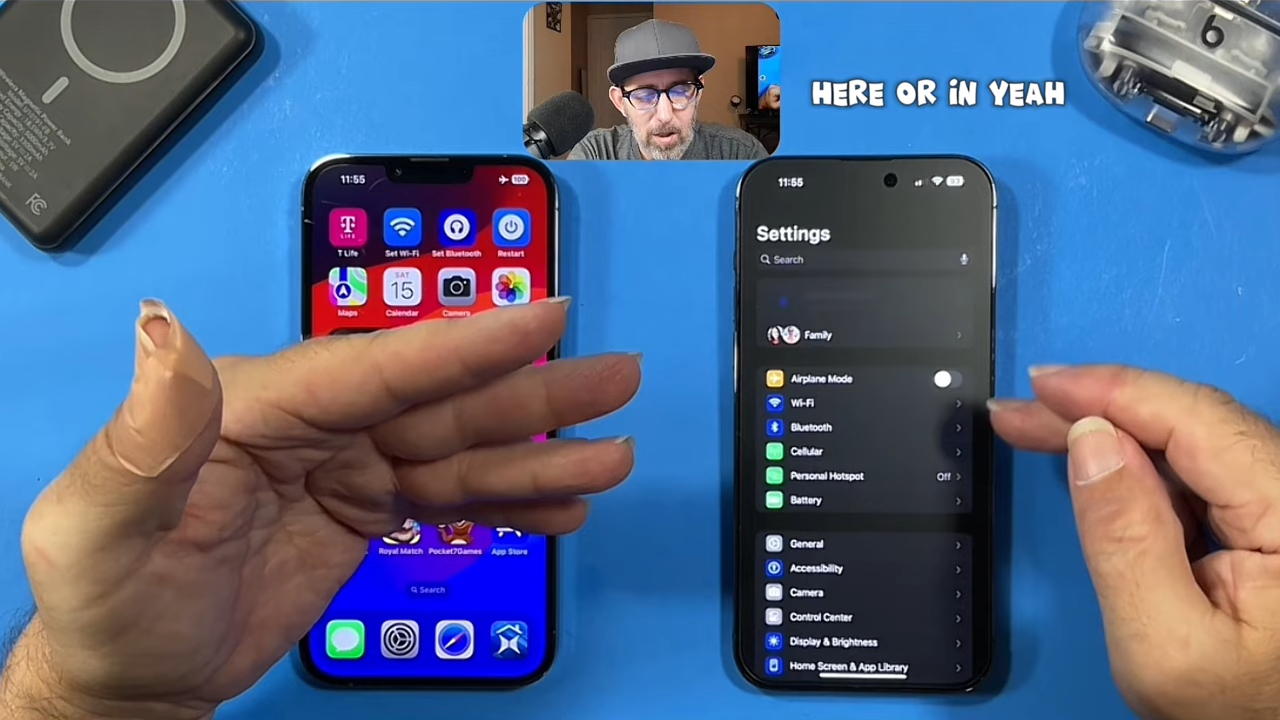 HERE OR IN YEAH
11:55
100
T Life
Set Wi-Fi
Set Bluetooth
Restart
SAT
15
Maps
Calendar
Camera
Royal Match
Pocket7Games
App Store
Search
11:55
Settings
Search
Family
Airplane Mode
Wi-Fi
Bluetooth
Cellular
Personal Hotspot Off
Battery
General
Accessibility
Camera
Control Center
Display & Brightness
Home Screen & App Library
FC